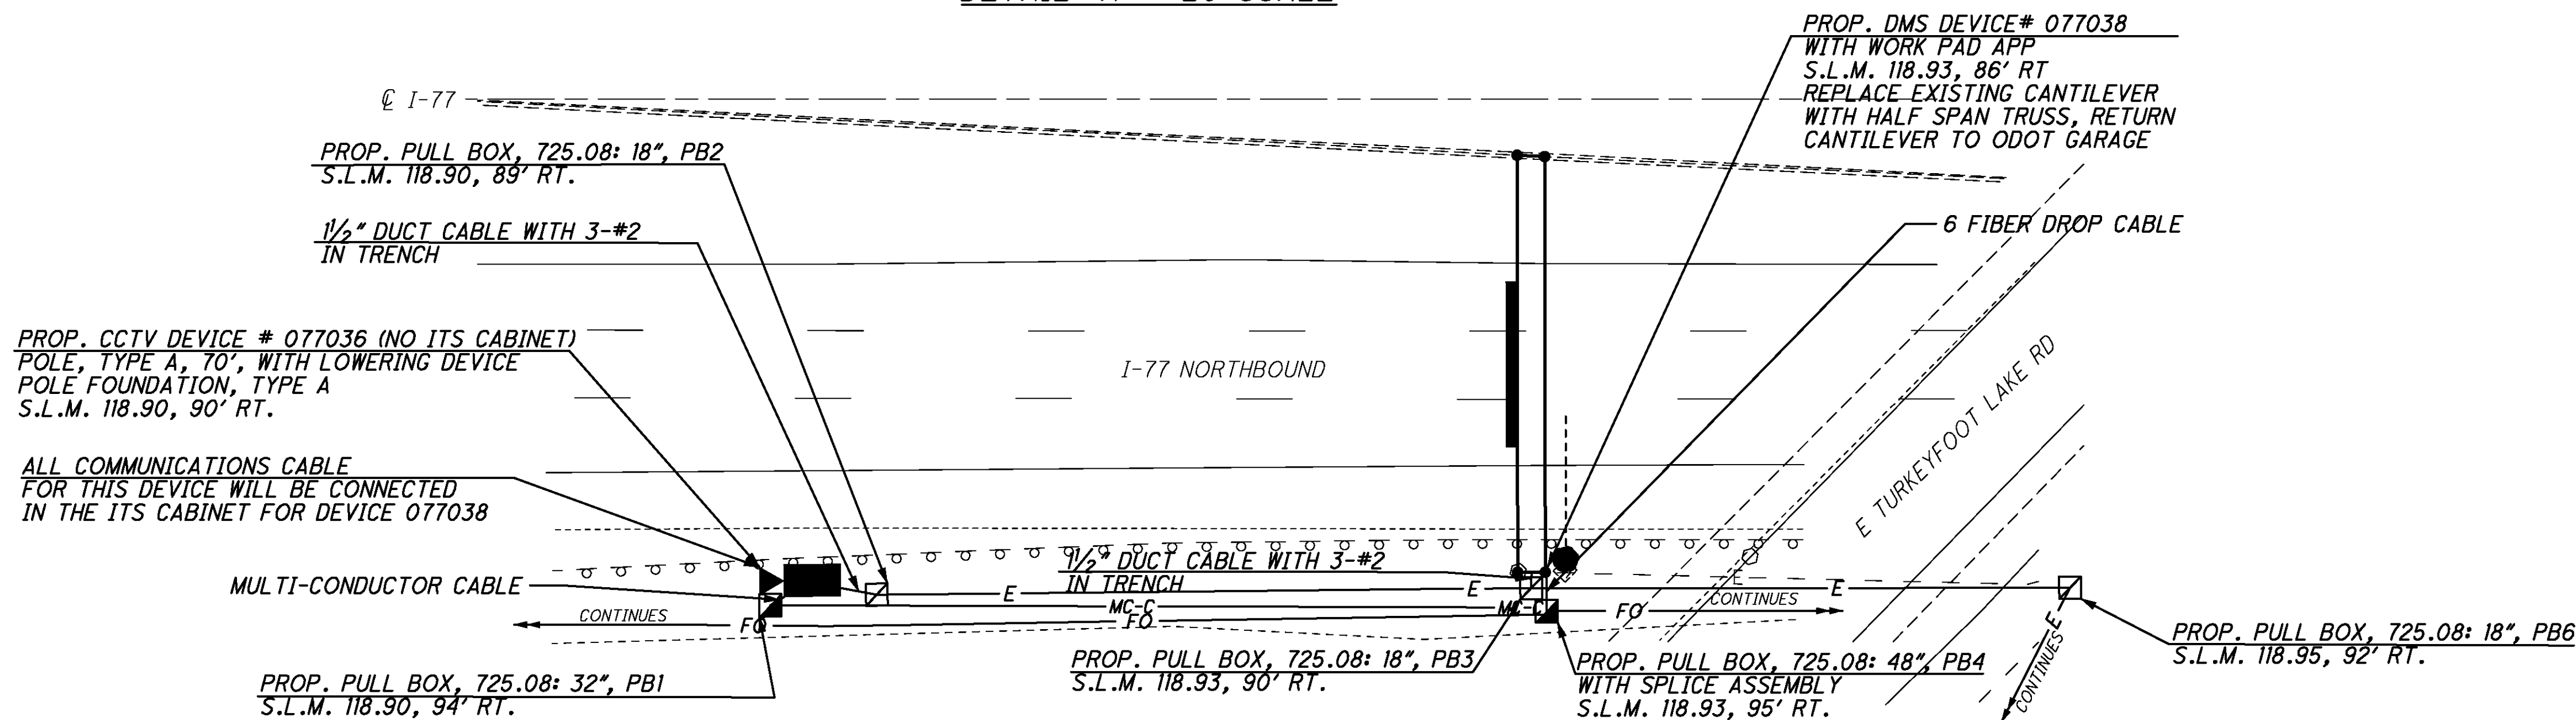 PROP. DMS DEVICE# 077038
WITH WORK PAD APP
S.L.M. 118.93, 86' RT
REPLACE EXISTING CANTILEVER
WITH HALF SPAN TRUSS, RETURN
CANTILEVER TO ODOT GARAGE
℄ I-77
PROP. PULL BOX, 725.08: 18", PB2
S.L.M. 118.90, 89' RT.
1½" DUCT CABLE WITH 3-#2
IN TRENCH
6 FIBER DROP CABLE
PROP. CCTV DEVICE # 077036 (NO ITS CABINET)
POLE, TYPE A, 70', WITH LOWERING DEVICE
POLE FOUNDATION, TYPE A
S.L.M. 118.90, 90' RT.
I-77 NORTHBOUND
E TURKEYFOOT LAKE RD
ALL COMMUNICATIONS CABLE
FOR THIS DEVICE WILL BE CONNECTED
IN THE ITS CABINET FOR DEVICE 077038
1½" DUCT CABLE WITH 3-#2
IN TRENCH
MULTI-CONDUCTOR CABLE
E
E
E
E
MC-C
MC-C
CONTINUES
FO
FO
FO
CONTINUES
E
CONTINUES
PROP. PULL BOX, 725.08: 18", PB6
S.L.M. 118.95, 92' RT.
PROP. PULL BOX, 725.08: 18", PB3
S.L.M. 118.93, 90' RT.
PROP. PULL BOX, 725.08: 48", PB4
WITH SPLICE ASSEMBLY
S.L.M. 118.93, 95' RT.
PROP. PULL BOX, 725.08: 32", PB1
S.L.M. 118.90, 94' RT.